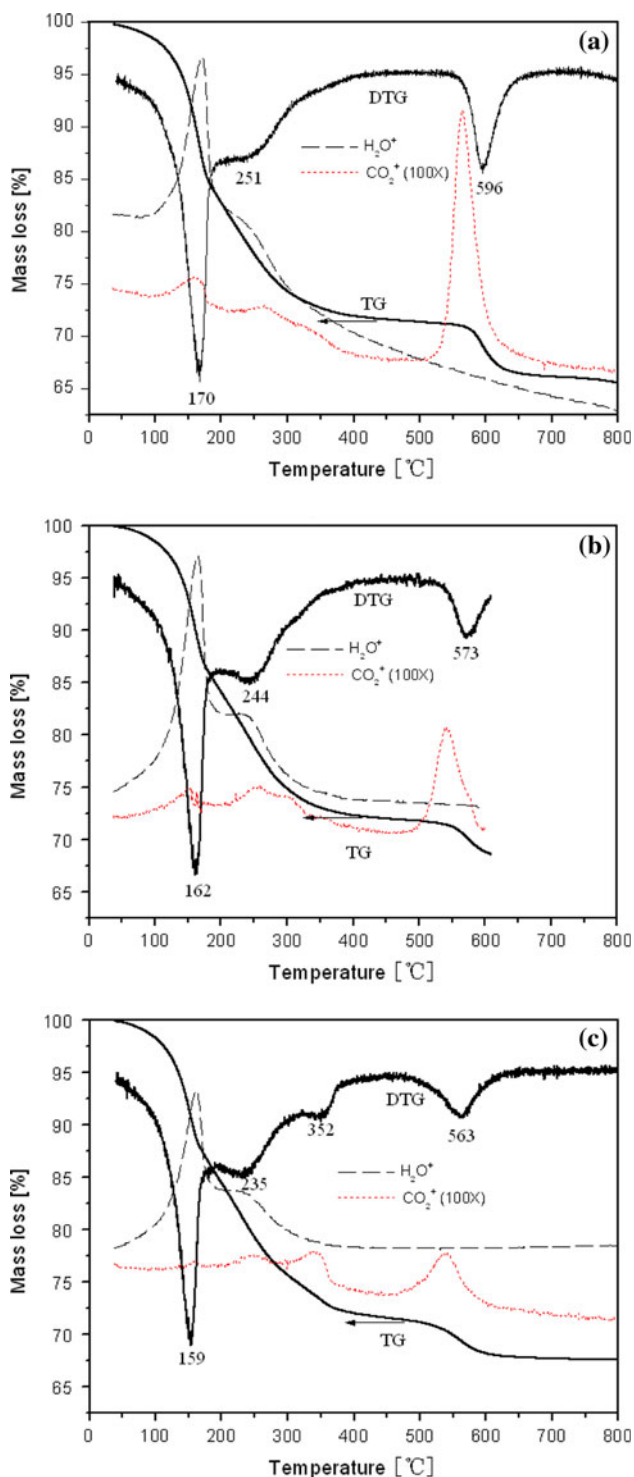 (a)
100
95
90
85
80
75
70
65
Mass loss [%]
DTG
H₂O⁺
CO₂⁺ (100X)
251
596
TG
170
0 100 200 300 400 500 600 700 800
Temperature [℃]
(b)
100
95
90
85
80
75
70
65
Mass loss [%]
DTG
573
H₂O⁺
CO₂⁺ (100X)
244
TG
162
0 100 200 300 400 500 600 700 800
Temperature [℃]
(c)
100
95
90
85
80
75
70
65
Mass loss [%]
DTG
352
563
235
H₂O⁺
CO₂⁺ (100X)
TG
159
0 100 200 300 400 500 600 700 800
Temperature [℃]